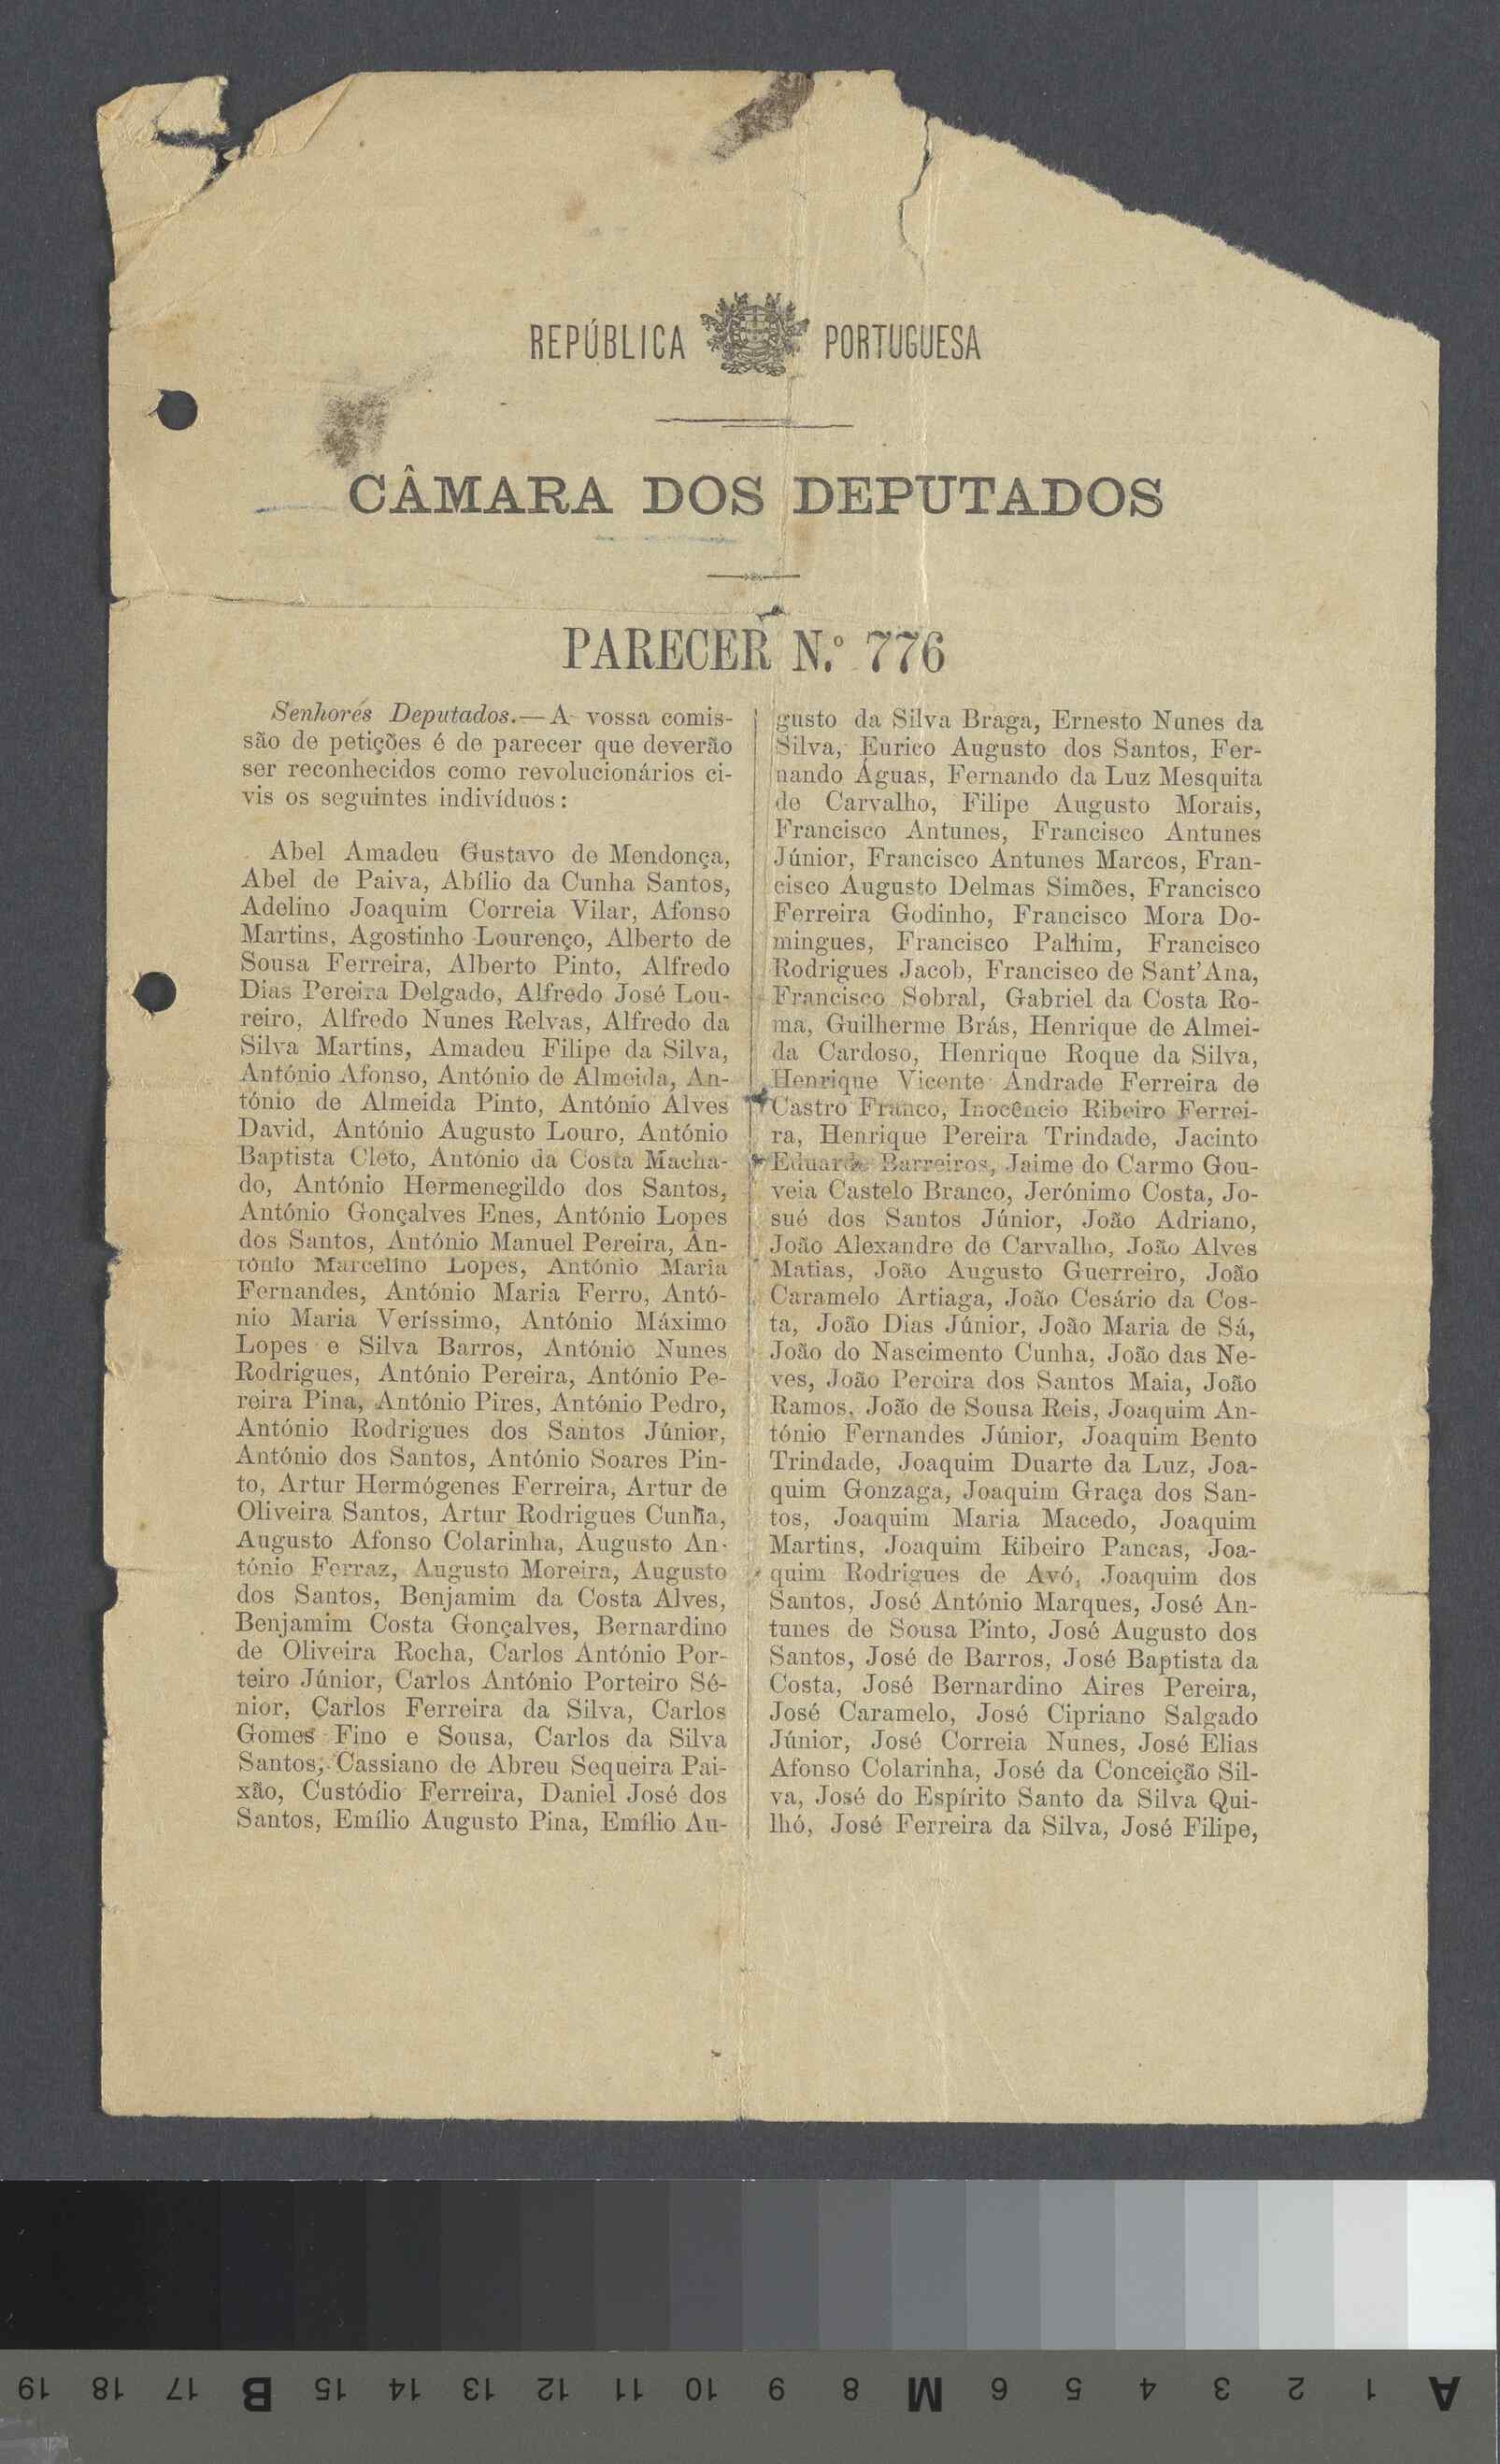 REPÚBLICA PORTUGUESA
CÂMARA DOS DEPUTADOS
PARECER N.º 776
Senhores Deputados.—A vossa comis-
são de petições é de parecer que deverão
ser reconhecidos como revolucionários ci-
vis os seguintes indivíduos:
Abel Amadeu Gustavo de Mendonça,
Abel de Paiva, Abílio da Cunha Santos,
Adelino Joaquim Correia Vilar, Afonso
Martins, Agostinho Lourenço, Alberto de
Sousa Ferreira, Alberto Pinto, Alfredo
Dias Pereira Delgado, Alfredo José Lou-
reiro, Alfredo Nunes Relvas, Alfredo da
Silva Martins, Amadeu Filipe da Silva,
António Afonso, António de Almeida, An-
tónio de Almeida Pinto, António Alves
David, António Augusto Louro, António
Baptista Cleto, António da Costa Macha-
do, António Hermenegildo dos Santos,
António Gonçalves Enes, António Lopes
dos Santos, António Manuel Pereira, An-
tónio Marcelino Lopes, António Maria
Fernandes, António Maria Ferro, Antó-
nio Maria Veríssimo, António Máximo
Lopes e Silva Barros, António Nunes
Rodrigues, António Pereira, António Pe-
reira Pina, António Pires, António Pedro,
António Rodrigues dos Santos Júnior,
António dos Santos, António Soares Pin-
to, Artur Hermógenes Ferreira, Artur de
Oliveira Santos, Artur Rodrigues Cunha,
Augusto Afonso Colarinha, Augusto An-
tónio Ferraz, Augusto Moreira, Augusto
dos Santos, Benjamim da Costa Alves,
Benjamim Costa Gonçalves, Bernardino
de Oliveira Rocha, Carlos António Por-
teiro Júnior, Carlos António Porteiro Sé-
nior, Carlos Ferreira da Silva, Carlos
Gomes Fino e Sousa, Carlos da Silva
Santos, Cassiano de Abreu Sequeira Pai-
xão, Custódio Ferreira, Daniel José dos
Santos, Emílio Augusto Pina, Emílio Au-
gusto da Silva Braga, Ernesto Nunes da
Silva, Eurico Augusto dos Santos, Fer-
nando Águas, Fernando da Luz Mesquita
de Carvalho, Filipe Augusto Morais,
Francisco Antunes, Francisco Antunes
Júnior, Francisco Antunes Marcos, Fran-
cisco Augusto Delmas Simões, Francisco
Ferreira Godinho, Francisco Mora Do-
mingues, Francisco Palhim, Francisco
Rodrigues Jacob, Francisco de Sant'Ana,
Francisco Sobral, Gabriel da Costa Ro-
ma, Guilherme Brás, Henrique de Almei-
da Cardoso, Henrique Roque da Silva,
Henrique Vicente Andrade Ferreira de
Castro Franco, Inocêncio Ribeiro Ferrei-
ra, Henrique Pereira Trindade, Jacinto
Eduardo Barreiros, Jaime do Carmo Gou-
veia Castelo Branco, Jerónimo Costa, Jo-
sué dos Santos Júnior, João Adriano,
João Alexandre de Carvalho, João Alves
Matias, João Augusto Guerreiro, João
Caramelo Artiaga, João Cesário da Cos-
ta, João Dias Júnior, João Maria de Sá,
João do Nascimento Cunha, João das Ne-
ves, João Pereira dos Santos Maia, João
Ramos, João de Sousa Reis, Joaquim An-
tónio Fernandes Júnior, Joaquim Bento
Trindade, Joaquim Duarte da Luz, Joa-
quim Gonzaga, Joaquim Graça dos San-
tos, Joaquim Maria Macedo, Joaquim
Martins, Joaquim Ribeiro Pancas, Joa-
quim Rodrigues de Avó, Joaquim dos
Santos, José António Marques, José An-
tunes de Sousa Pinto, José Augusto dos
Santos, José de Barros, José Baptista da
Costa, José Bernardino Aires Pereira,
José Caramelo, José Cipriano Salgado
Júnior, José Correia Nunes, José Elias
Afonso Colarinha, José da Conceição Sil-
va, José do Espírito Santo da Silva Qui-
lhó, José Ferreira da Silva, José Filipe,
A 1 2 3 4 5 6 M 8 9 10 11 12 13 14 15 B 17 18 19